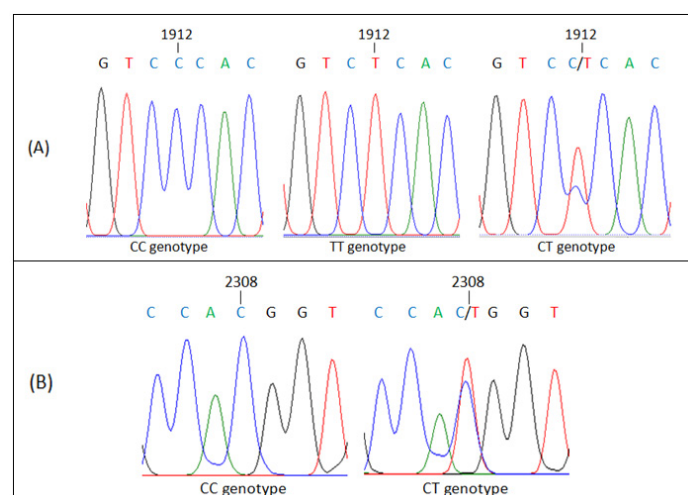 1912 1912 1912
G T C C C A C G T C T C A C G T C C/T C A C
(A)
CC genotype TT genotype CT genotype
2308 2308
C C A C G G T C C A C/T G G T
(B)
CC genotype CT genotype